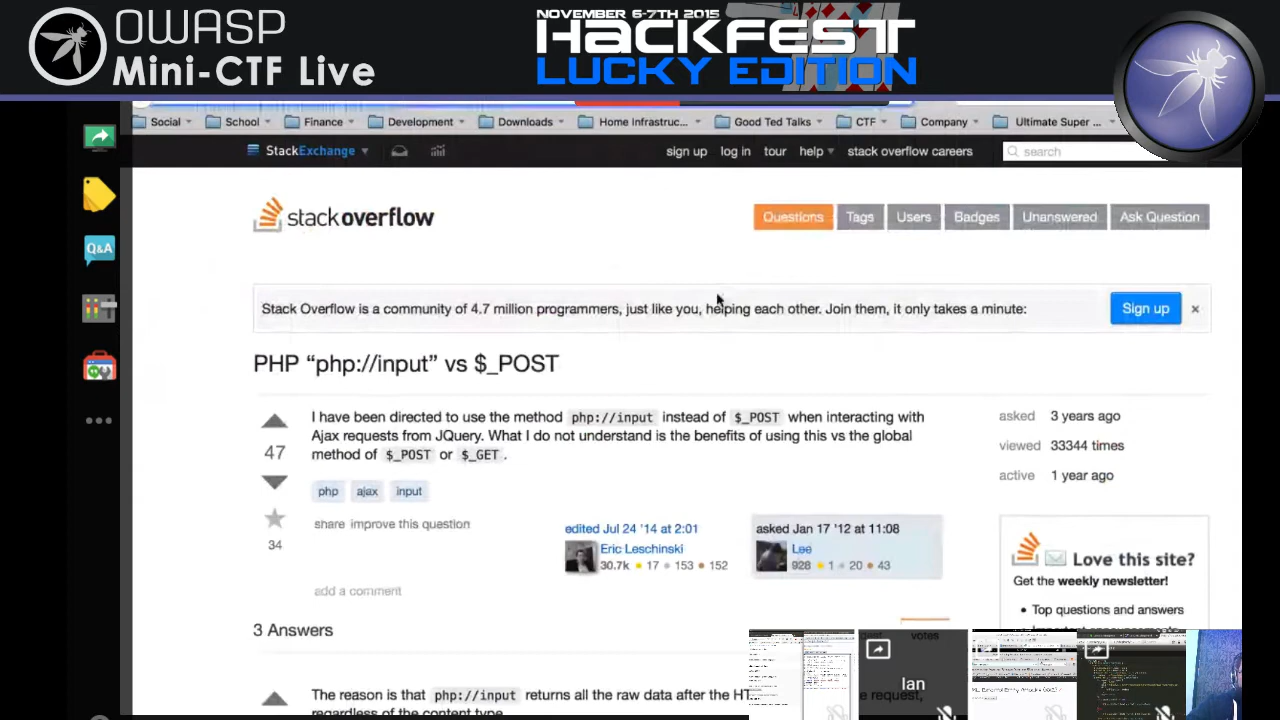 OWASP
Mini-CTF Live
NOVEMBER 6-7TH 2015
HACKFEST
LUCKY EDITION
Social
School
Finance
Development
Downloads
Home Infrastruc...
Good Ted Talks
CTF
Company
Ultimate Super ...
StackExchange
sign up
log in
tour
help
stack overflow careers
search
stackoverflow
Questions
Tags
Users
Badges
Unanswered
Ask Question
Q&A
Stack Overflow is a community of 4.7 million programmers, just like you, helping each other. Join them, it only takes a minute:
Sign up
×
PHP “php://input” vs $_POST
47
I have been directed to use the method php://input instead of $_POST when interacting with
Ajax requests from JQuery. What I do not understand is the benefits of using this vs the global
method of $_POST or $_GET.
asked 3 years ago
viewed 33344 times
active 1 year ago
php
ajax
input
34
share improve this question
edited Jul 24 '14 at 2:01
Eric Leschinski
30.7k 17 153 152
asked Jan 17 '12 at 11:08
Lee
928 1 20 43
Love this site?
Get the weekly newsletter!
Top questions and answers
Important announcements
add a comment
3 Answers
votes
Ian
The reason is that php://input returns all the raw data after the HT
request,
regardless of content type.